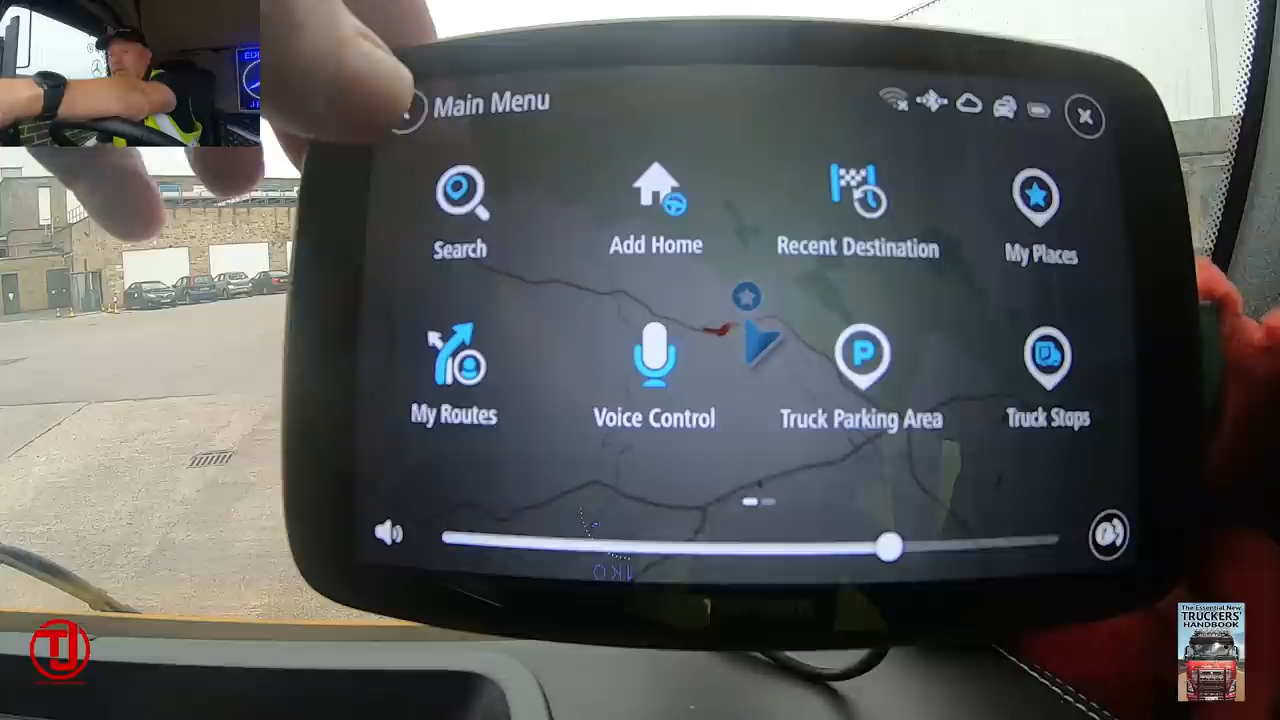 Main Menu
Search
Add Home
Recent Destination
My Places
My Routes
Voice Control
Truck Parking Area
Truck Stops
TJ
The Essential New
TRUCKERS'
HANDBOOK